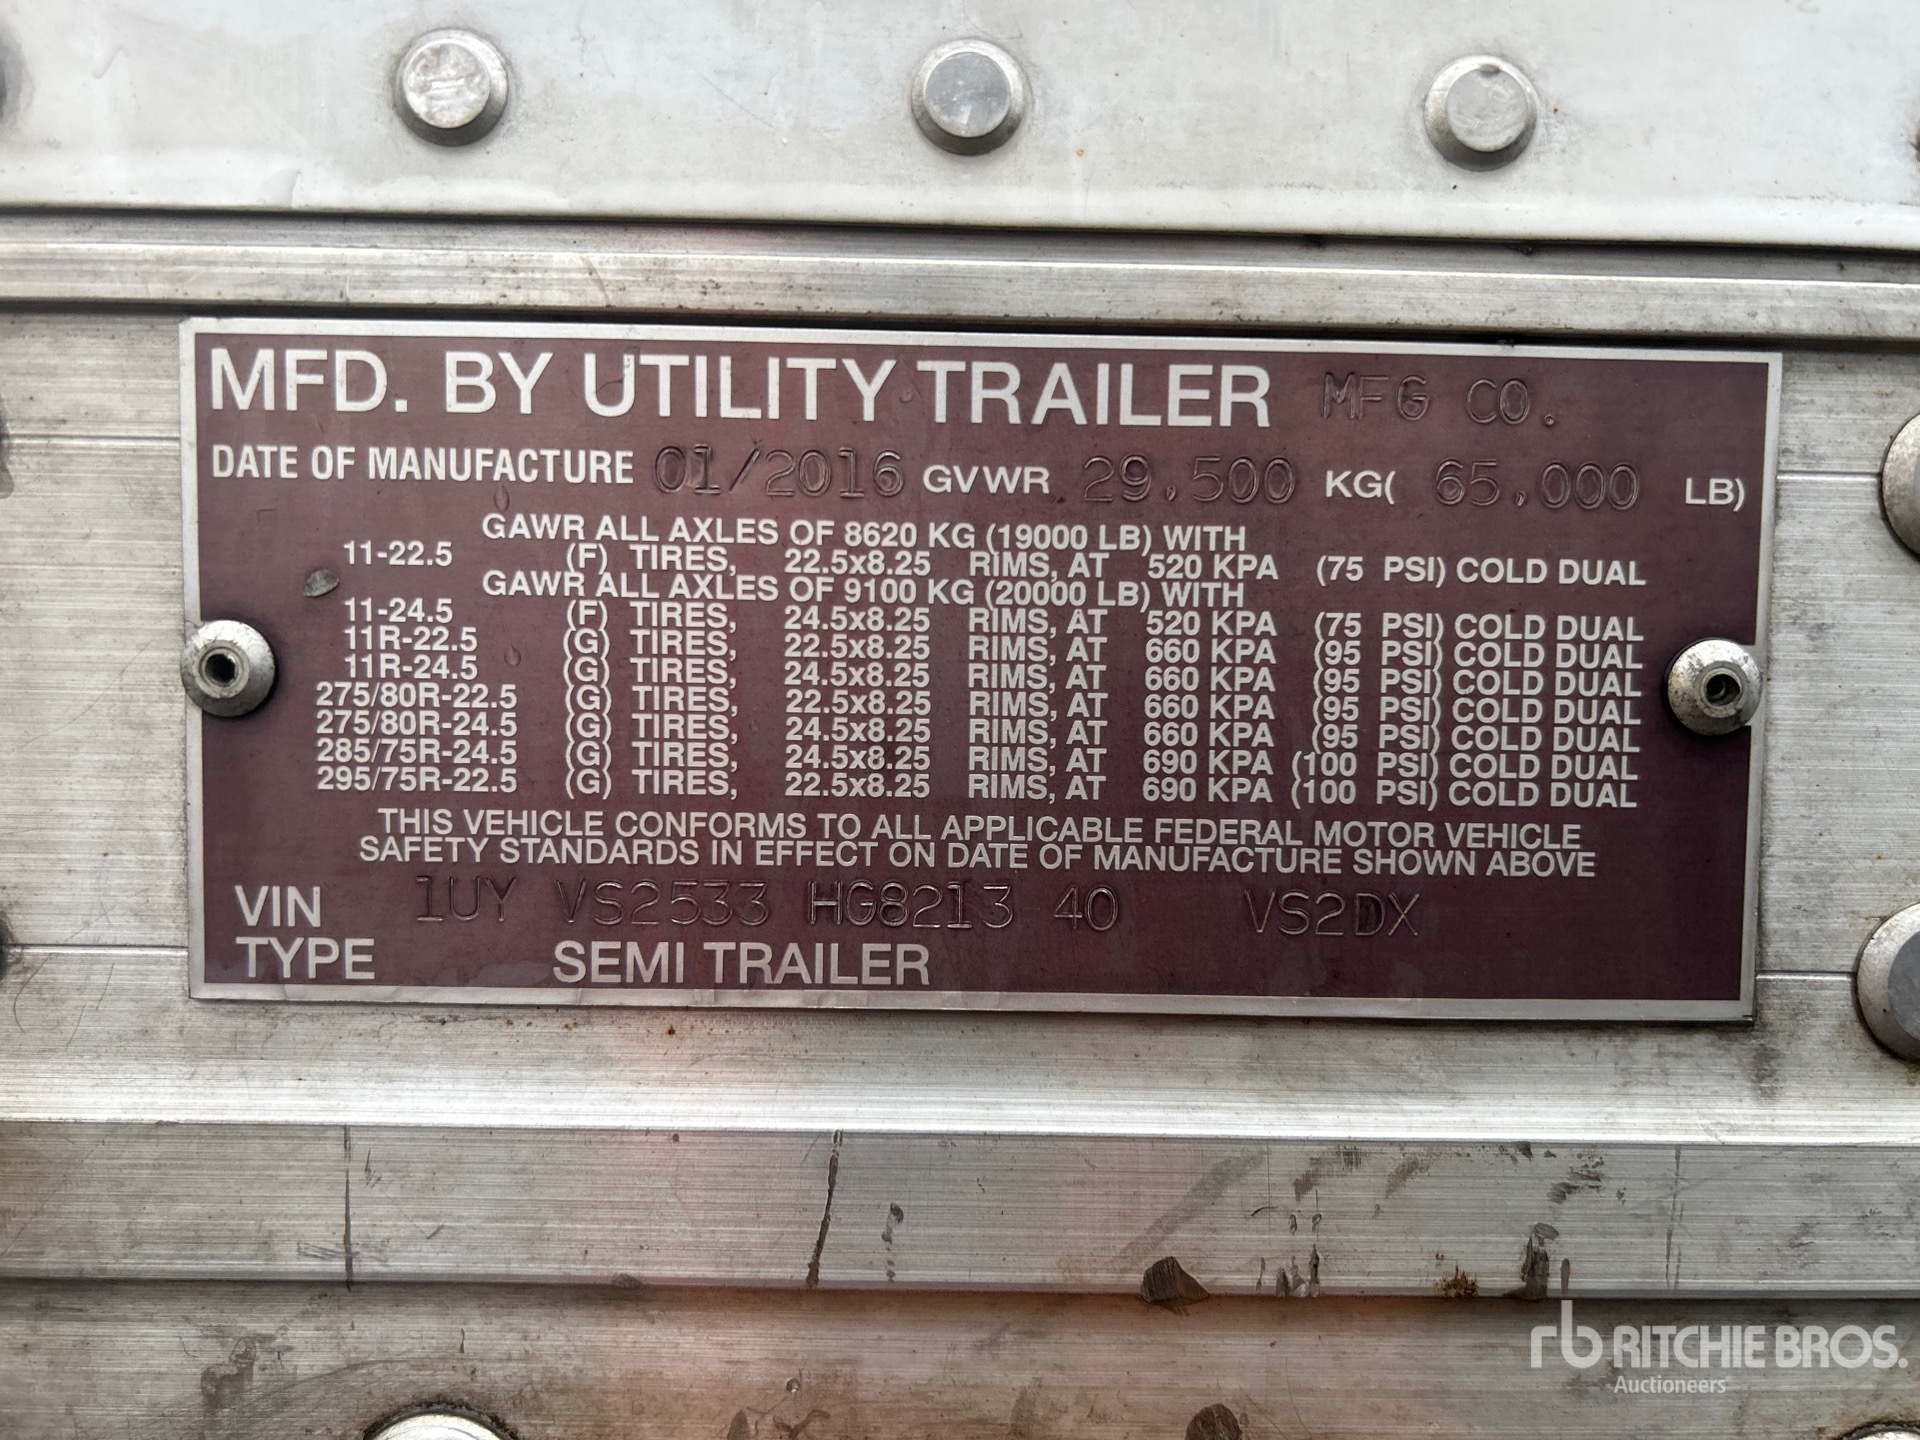 MFD. BY UTILITY TRAILER MFG CO.
DATE OF MANUFACTURE 01/2016 GVWR 29,500 KG( 65,000 LB)
GAWR ALL AXLES OF 8620 KG (19000 LB) WITH
11-22.5 (F) TIRES, 22.5x8.25 RIMS, AT 520 KPA (75 PSI) COLD DUAL
GAWR ALL AXLES OF 9100 KG (20000 LB) WITH
11-24.5 (F) TIRES, 24.5x8.25 RIMS, AT 520 KPA (75 PSI) COLD DUAL
11R-22.5 (G) TIRES, 22.5x8.25 RIMS, AT 660 KPA (95 PSI) COLD DUAL
11R-24.5 (G) TIRES, 24.5x8.25 RIMS, AT 660 KPA (95 PSI) COLD DUAL
275/80R-22.5 (G) TIRES, 22.5x8.25 RIMS, AT 660 KPA (95 PSI) COLD DUAL
275/80R-24.5 (G) TIRES, 24.5x8.25 RIMS, AT 660 KPA (95 PSI) COLD DUAL
285/75R-24.5 (G) TIRES, 24.5x8.25 RIMS, AT 690 KPA (100 PSI) COLD DUAL
295/75R-22.5 (G) TIRES, 22.5x8.25 RIMS, AT 690 KPA (100 PSI) COLD DUAL
THIS VEHICLE CONFORMS TO ALL APPLICABLE FEDERAL MOTOR VEHICLE
SAFETY STANDARDS IN EFFECT ON DATE OF MANUFACTURE SHOWN ABOVE
VIN 1UY VS2533 HG8213 40 VS2DX
TYPE SEMI TRAILER
rb RITCHIE BROS.
Auctioneers